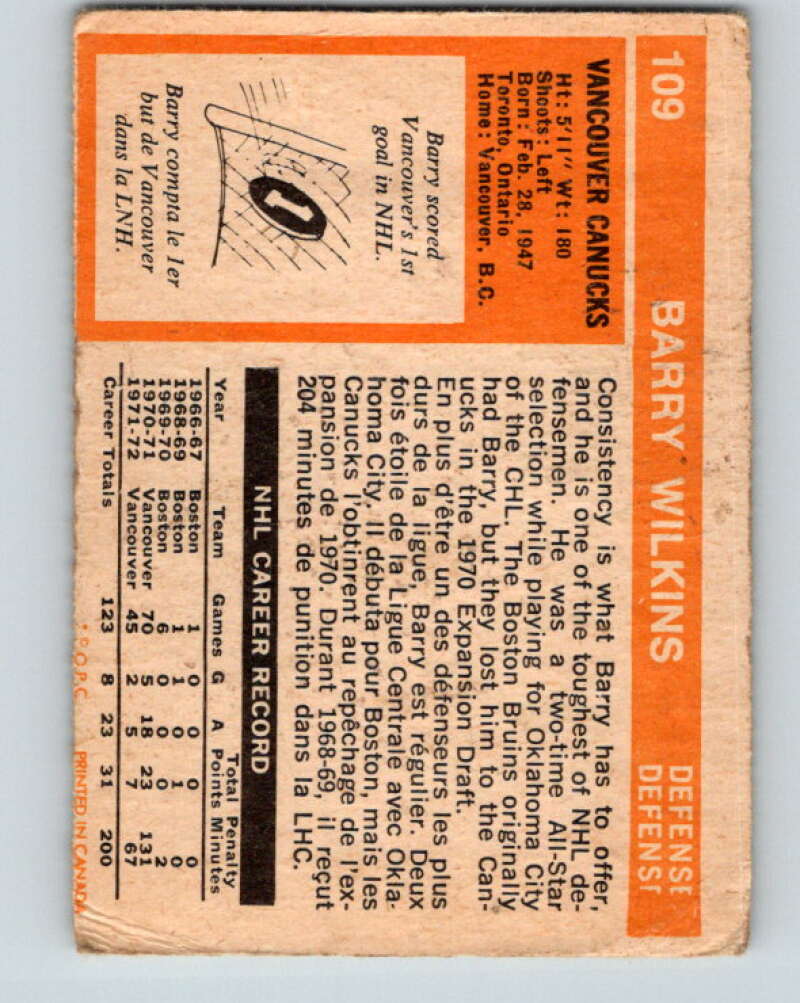 109 BARRY WILKINS DEFENSE
DEFENSE
VANCOUVER CANUCKS
Ht: 5'11" Wt: 180
Shoots: Left
Born: Feb. 28, 1947
Toronto, Ontario
Home: Vancouver, B.C.
Barry scored
Vancouver's 1st
goal in NHL.
1
Barry compta le 1er
but de Vancouver
dans la LNH.
Consistency is what Barry has to offer,
and he is one of the toughest of NHL de-
fensemen. He was a two-time All-Star
selection while playing for Oklahoma City
of the CHL. The Boston Bruins originally
had Barry, but they lost him to the Can-
ucks in the 1970 Expansion Draft.
En plus d'être un des défenseurs les plus
durs de la ligue, Barry est régulier. Deux
fois étoile de la Ligue Centrale avec Okla-
homa City, il débuta pour Boston, mais les
Canucks l'obtinrent au repêchage de l'ex-
pansion de 1970. Durant 1968-69, il reçut
204 minutes de punition dans la LHC.
NHL CAREER RECORD
Total Penalty
Year Team Games G A Points Minutes
1966-67 Boston 1 0 0 0 0
1968-69 Boston 1 1 0 1 0
1969-70 Boston 6 0 0 0 2
1970-71 Vancouver 70 5 18 23 131
1971-72 Vancouver 45 2 5 7 67
Career Totals 123 8 23 31 200
* O.P.C. PRINTED IN CANADA